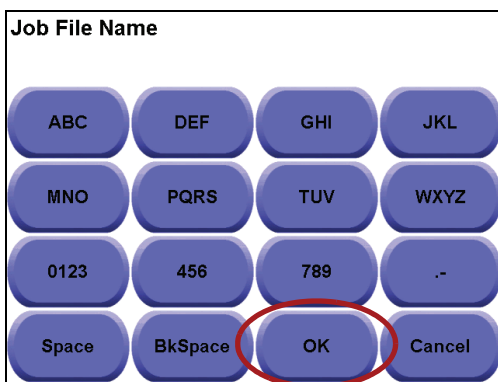 Job File Name
ABC DEF GHI JKL
MNO PQRS TUV WXYZ
0123 456 789 .-
Space BkSpace OK Cancel